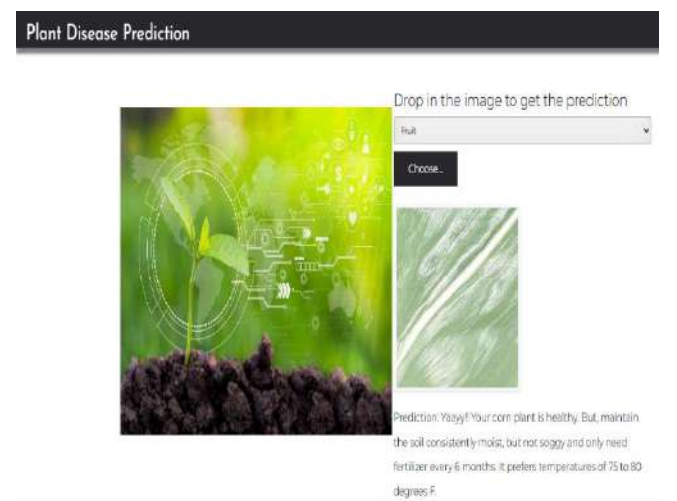 Plant Disease Prediction
Drop in the image to get the prediction
Fruit
Choose...
Prediction: Yaeyy!! Your corn plant is healthy. But, maintain
the soil consistently moist, but not soggy and only need
fertilizer every 6 months. It prefers temperatures of 75 to 80
degrees F.